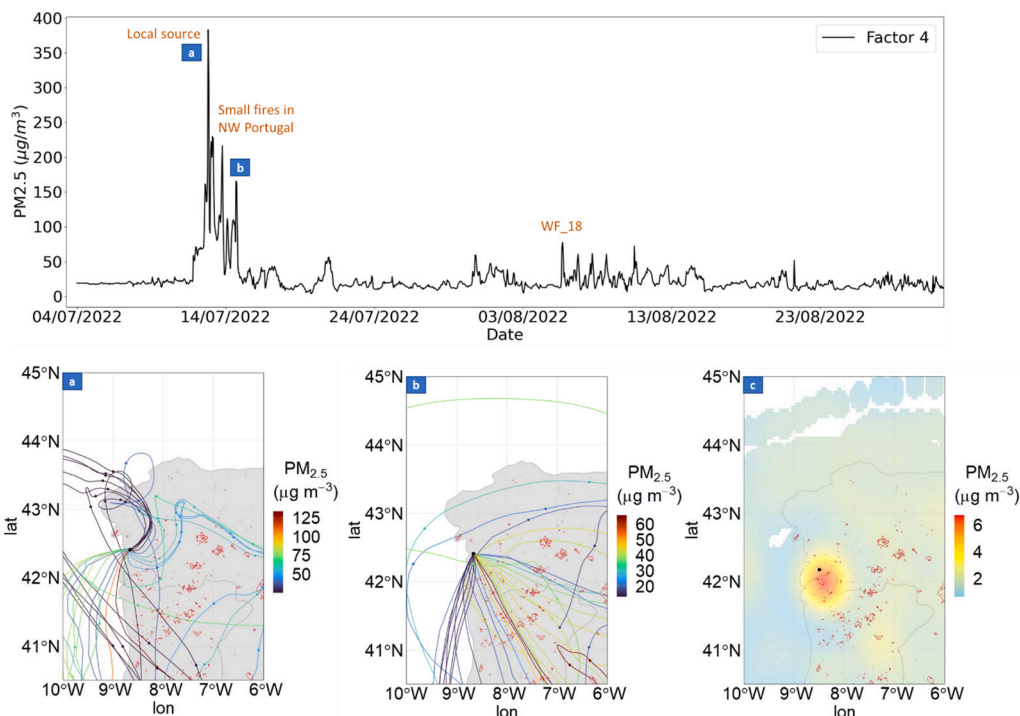 400
350
300
250
200
150
100
50
0
PM2.5 (μg/m³)
Local source
a
Small fires in
NW Portugal
b
WF_18
Factor 4
04/07/2022 14/07/2022 24/07/2022 03/08/2022 13/08/2022 23/08/2022
Date
a
45°N
44°N
43°N
42°N
41°N
lat
10°W 9°W 8°W 7°W 6°W
lon
PM2.5
(μg m−3)
125
100
75
50
b
45°N
44°N
43°N
42°N
41°N
lat
10°W 9°W 8°W 7°W 6°W
lon
PM2.5
(μg m−3)
60
50
40
30
20
c
45°N
44°N
43°N
42°N
41°N
lat
10°W 9°W 8°W 7°W 6°W
lon
PM2.5
(μg m−3)
6
4
2